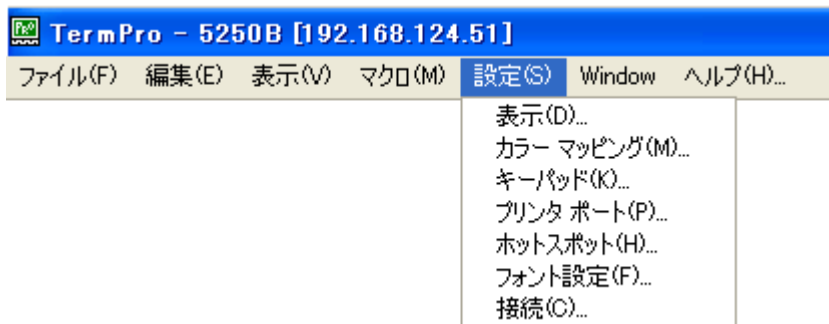 TermPro - 5250B [192.168.124.51]
ファイル(F) 編集(E) 表示(V) マクロ(M) 設定(S) Window ヘルプ(H)...
表示(D)...
カラー マッピング(M)...
キーパッド(K)...
プリンタ ポート(P)...
ホットスポット(H)...
フォント設定(F)...
接続(C)...